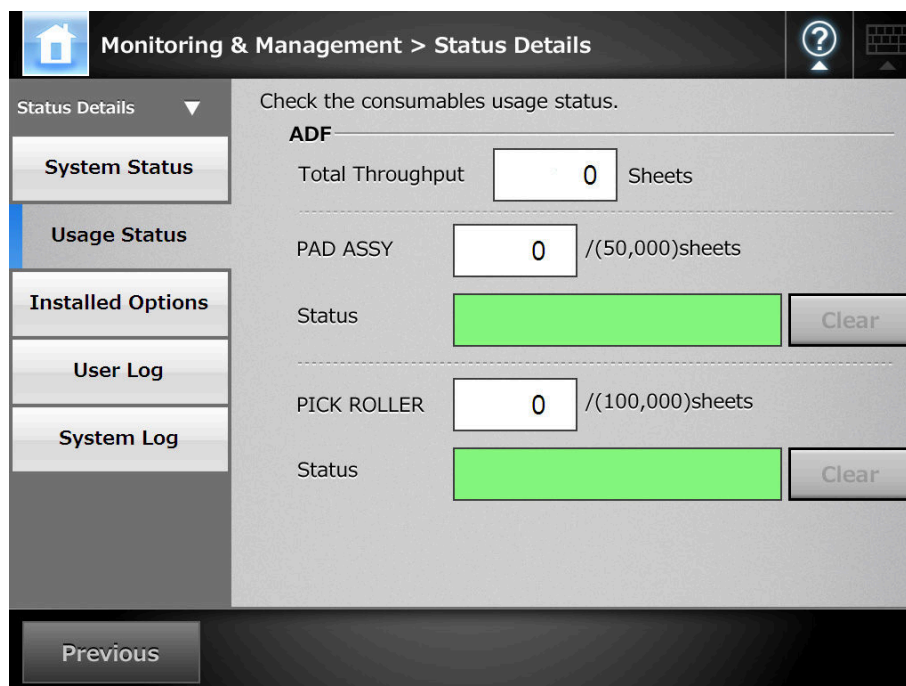 Monitoring & Management > Status Details
?
Status Details ▼
System Status
Usage Status
Installed Options
User Log
System Log
Check the consumables usage status.
ADF
Total Throughput 0 Sheets
PAD ASSY 0 /(50,000)sheets
Status Clear
PICK ROLLER 0 /(100,000)sheets
Status Clear
Previous